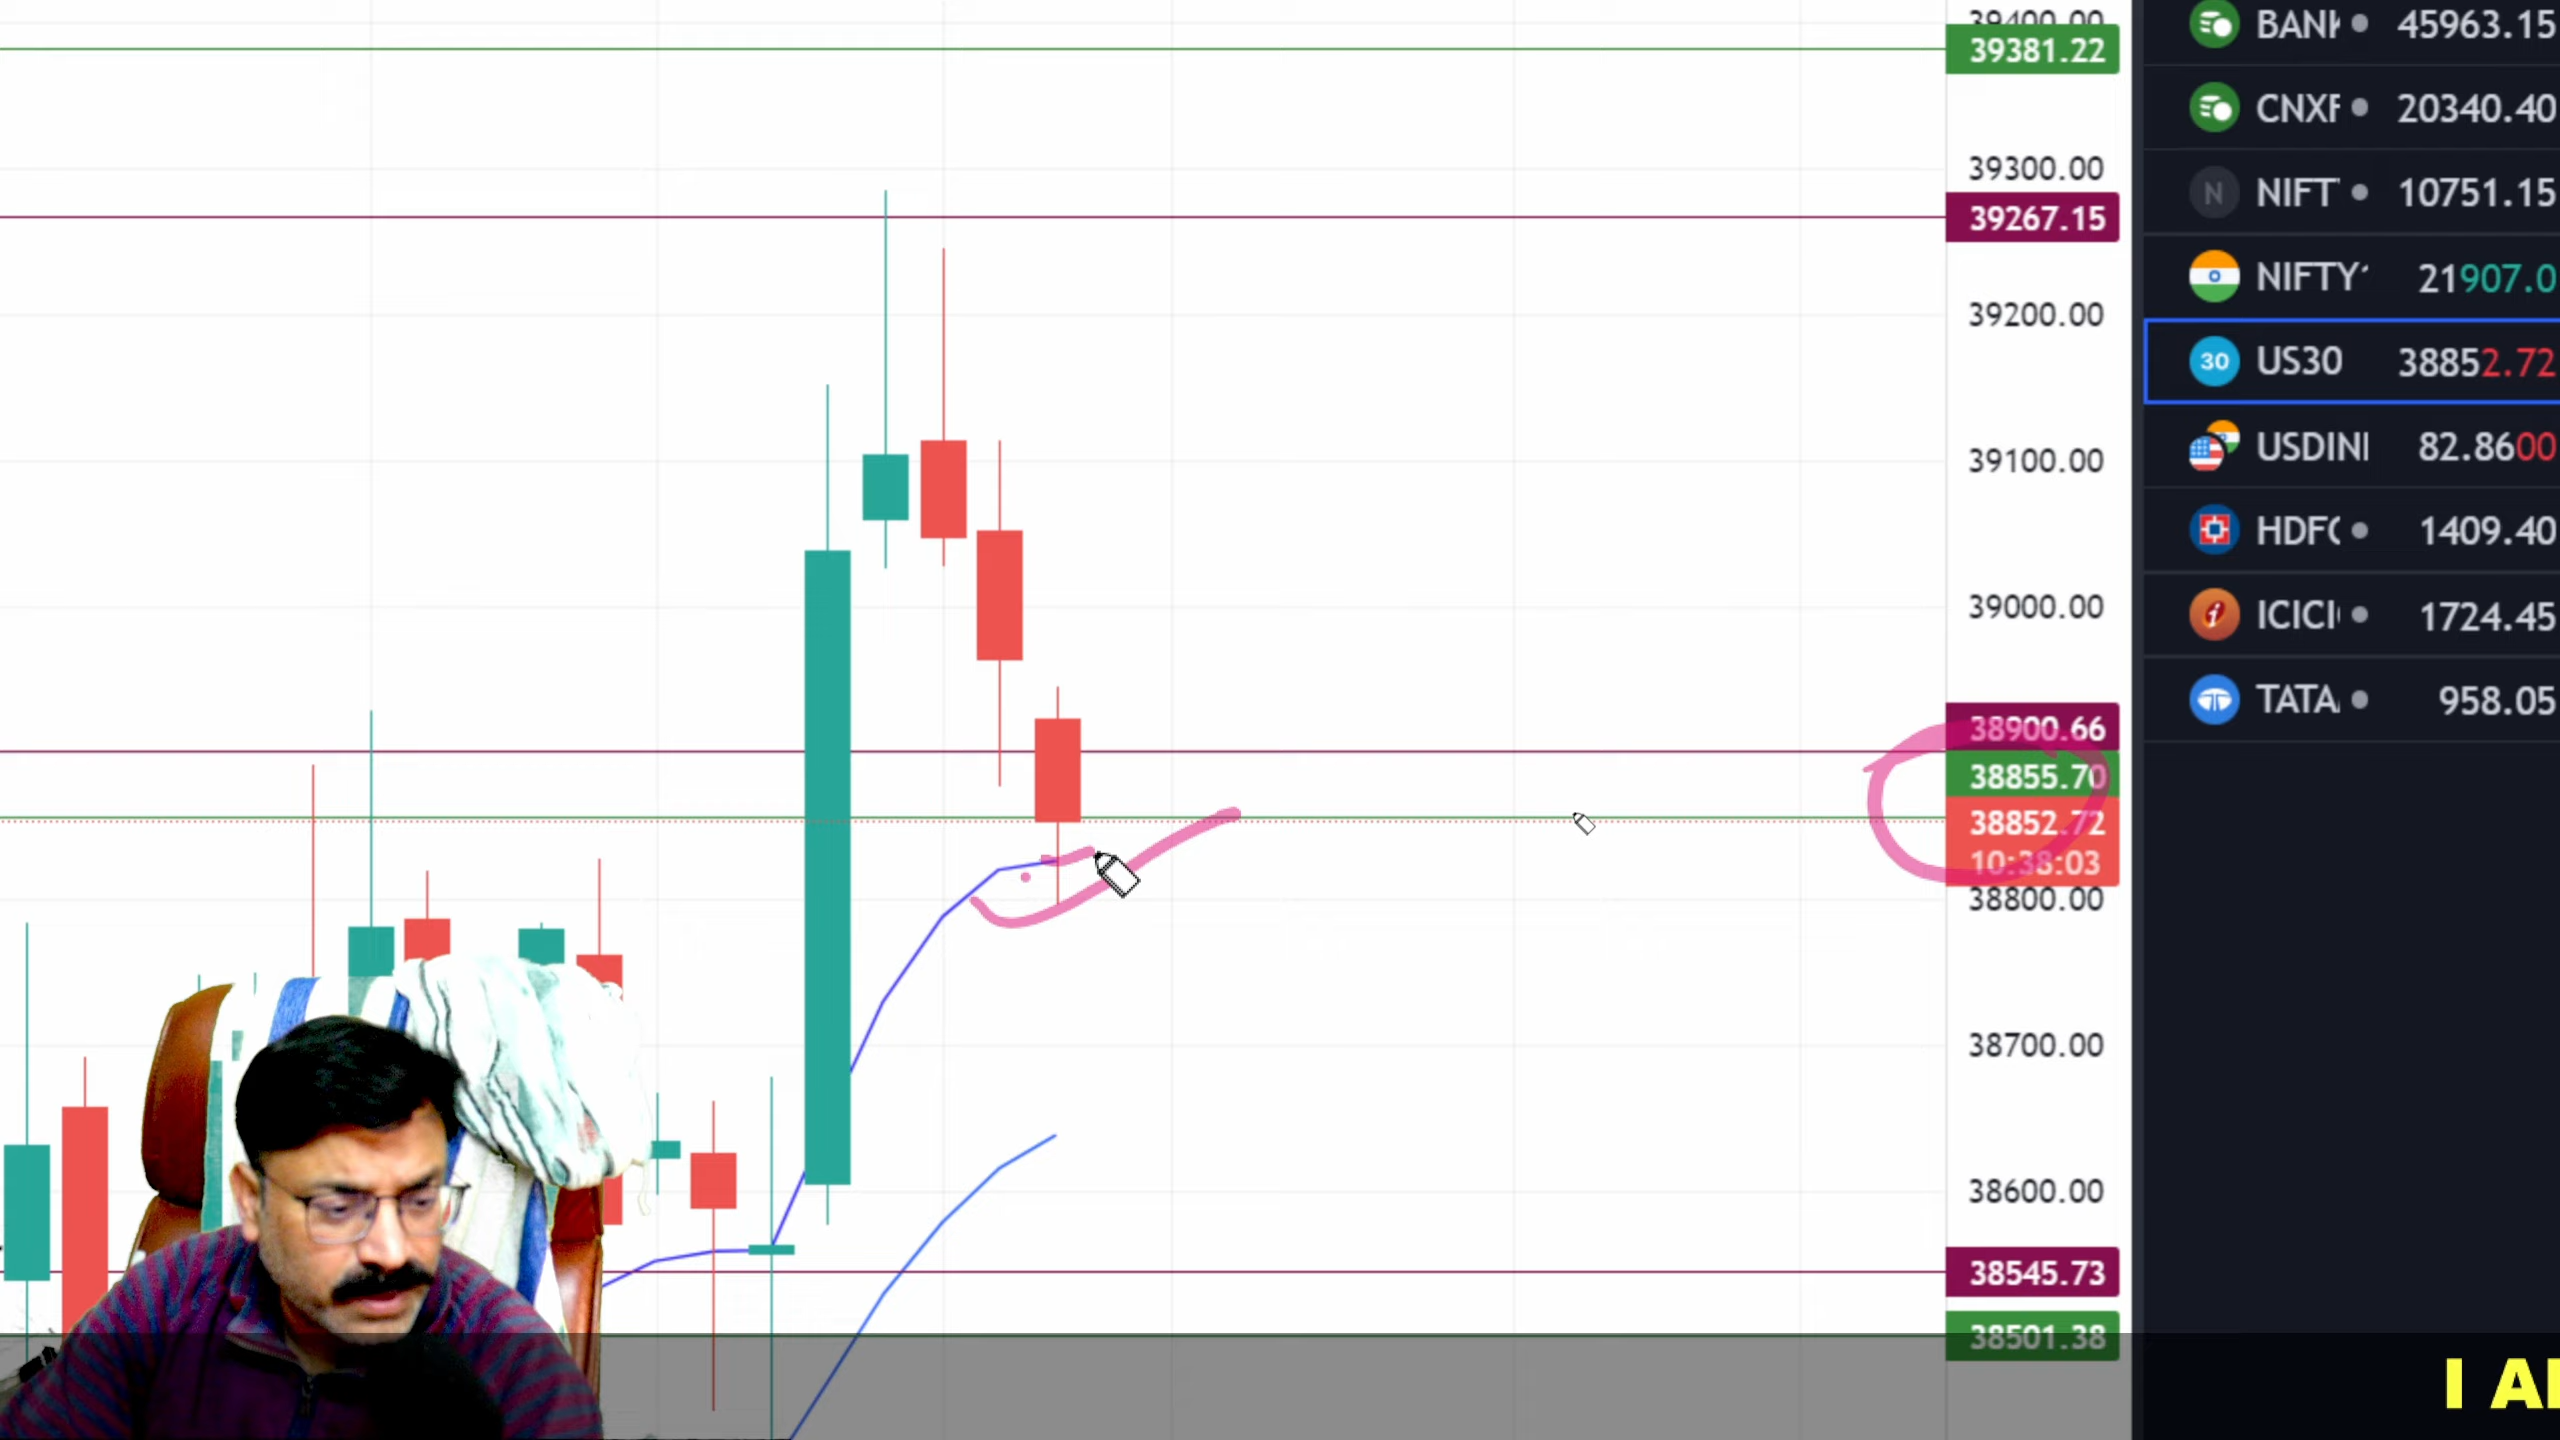 39400.00
39381.22
39300.00
39267.15
39200.00
39100.00
39000.00
38900.66
38855.70
38852.72
10:38:03
38800.00
38700.00
38600.00
38545.73
38501.38
BANK 45963.15
CNXF 20340.40
N NIFT 10751.15
NIFTY 21907.0
30 US30 38852.72
USDIN 82.8600
HDFC 1409.40
i ICICI 1724.45
TATA 958.05
I A